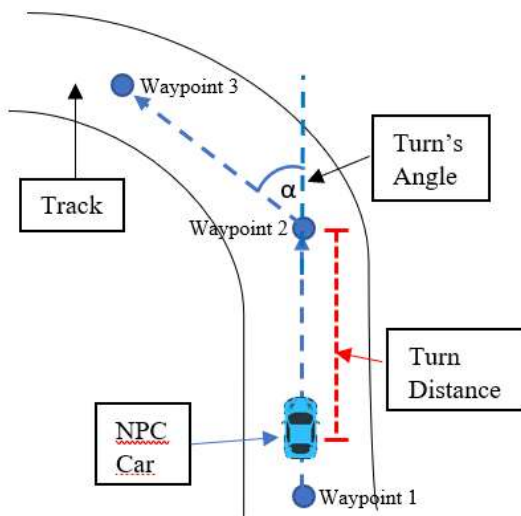 Waypoint 3
Turn's
Angle
α
Track
Waypoint 2
Turn
Distance
NPC
Car
Waypoint 1